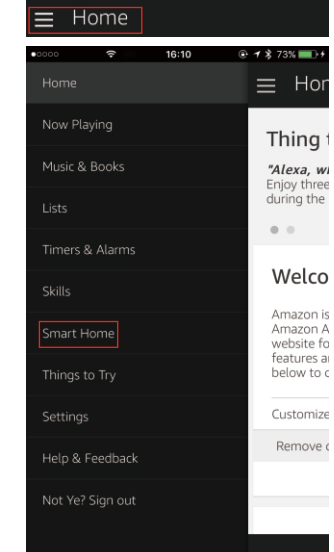 Home
16:10
73%
Home
Hom
Now Playing
Thing t
Music & Books
"Alexa, wh
Enjoy three
during the
Lists
Timers & Alarms
Skills
Welco
Amazon is
Amazon A
website fo
features a
below to c
Smart Home
Things to Try
Settings
Customize
Help & Feedback
Remove c
Not Ye? Sign out